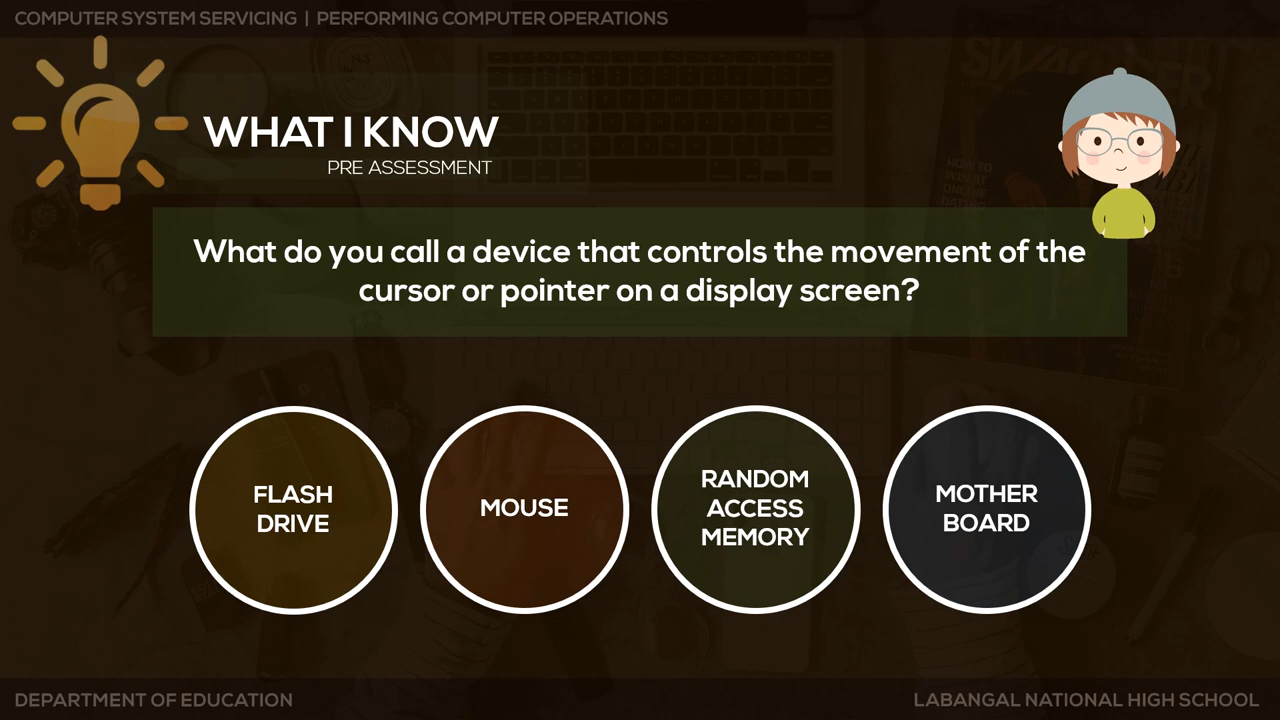 COMPUTER SYSTEM SERVICING | PERFORMING COMPUTER OPERATIONS
WHAT I KNOW
PRE ASSESSMENT
What do you call a device that controls the movement of the
cursor or pointer on a display screen?
FLASH
DRIVE
MOUSE
RANDOM
ACCESS
MEMORY
MOTHER
BOARD
DEPARTMENT OF EDUCATION
LABANGAL NATIONAL HIGH SCHOOL